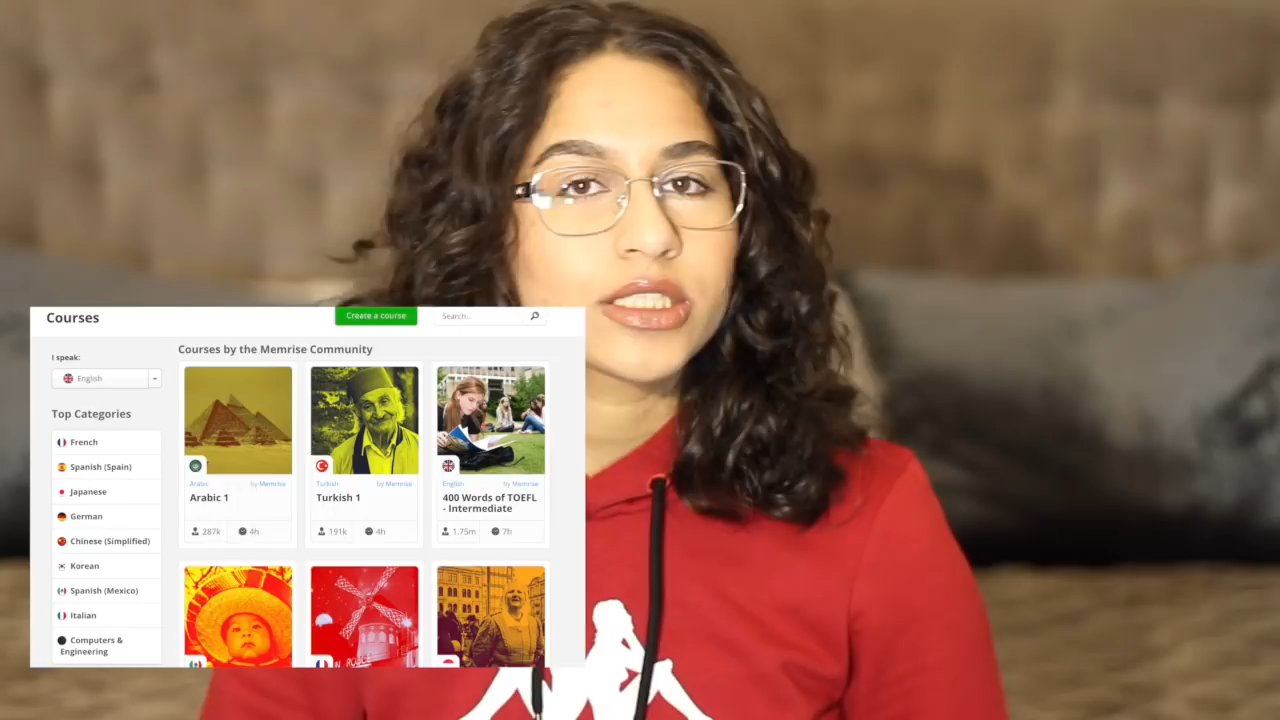 Courses
Create a course
Search...
I speak:
English
Top Categories
French
Spanish (Spain)
Japanese
German
Chinese (Simplified)
Korean
Spanish (Mexico)
Italian
Computers &
Engineering
Courses by the Memrise Community
Arabic by Memrise
Arabic 1
287k 4h
Turkish by Memrise
Turkish 1
191k 4h
English by Memrise
400 Words of TOEFL
- Intermediate
1.75m 7h